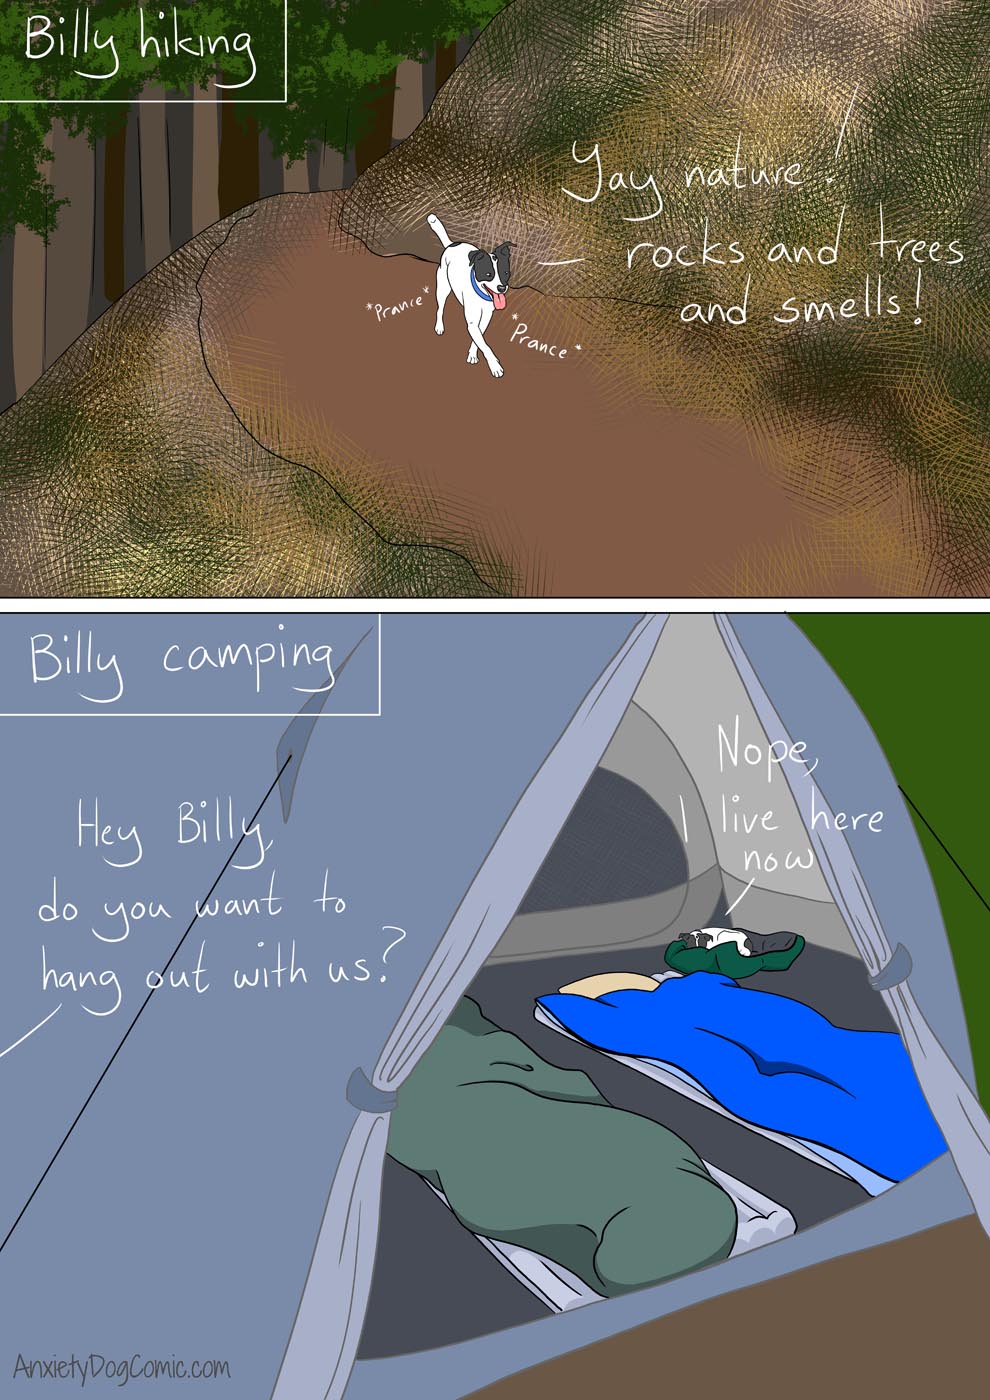 Billy hiking
Yay nature!
rocks and trees
and smells!
*Prance*
*Prance*
Billy camping
Nope,
I live here
now
Hey Billy,
do you want to
hang out with us?
AnxietyDogComic.com